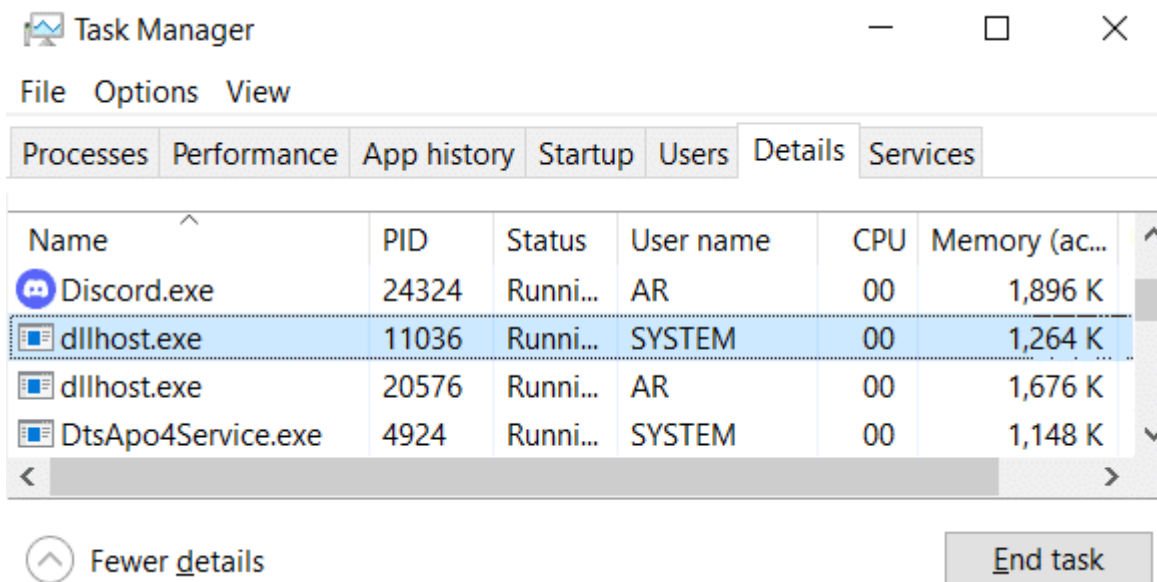 Task Manager
File Options View
Processes Performance App history Startup Users Details Services
Name PID Status User name CPU Memory (ac...
Discord.exe 24324 Runni... AR 00 1,896 K
dllhost.exe 11036 Runni... SYSTEM 00 1,264 K
dllhost.exe 20576 Runni... AR 00 1,676 K
DtsApo4Service.exe 4924 Runni... SYSTEM 00 1,148 K
Fewer details End task